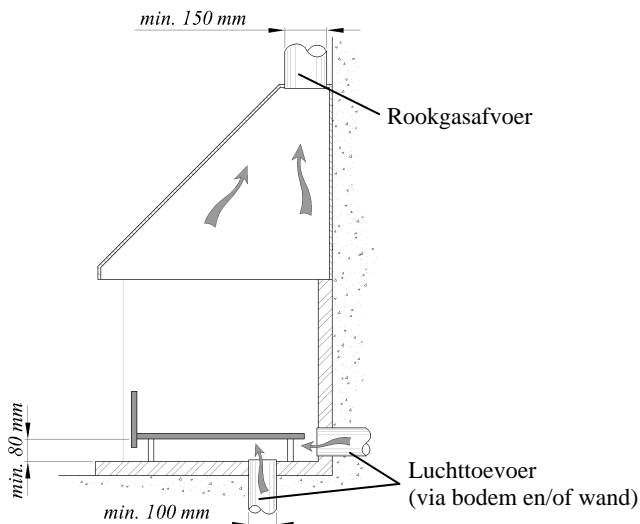 min. 150 mm
Rookgasafvoer
min. 80 mm
Luchttoevoer
(via bodem en/of wand)
min. 100 mm